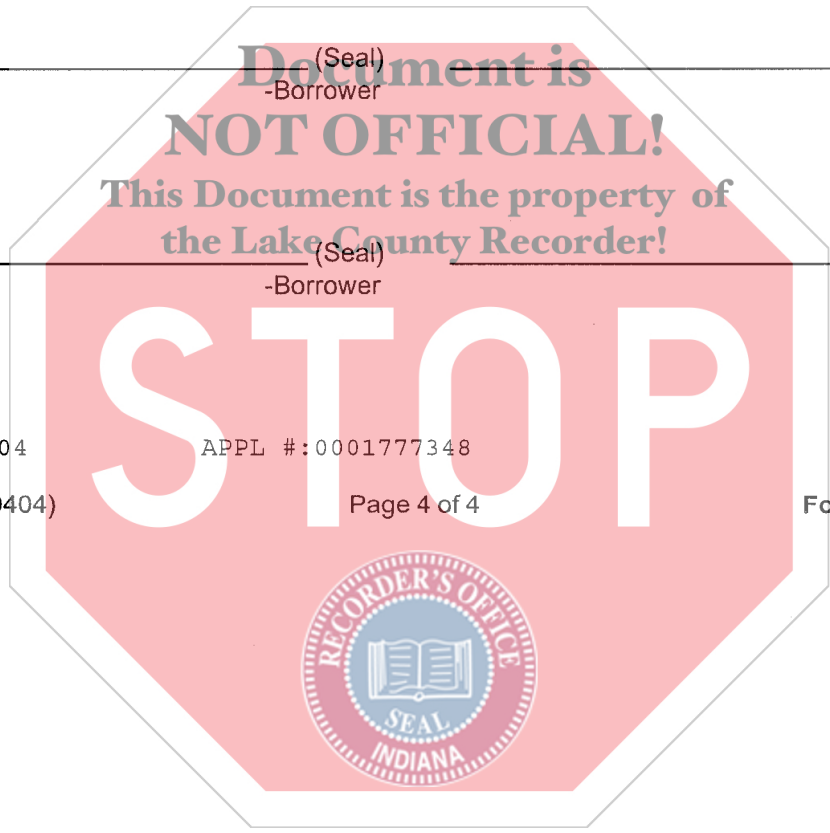 (Seal)
-Borrower
Document is
NOT OFFICIAL!
This Document is the property of
the Lake County Recorder!
(Seal)
-Borrower
STOP
04 APPL #:0001777348
0404) Page 4 of 4 Fo
RECORDER'S OFFICE
SEAL
INDIANA